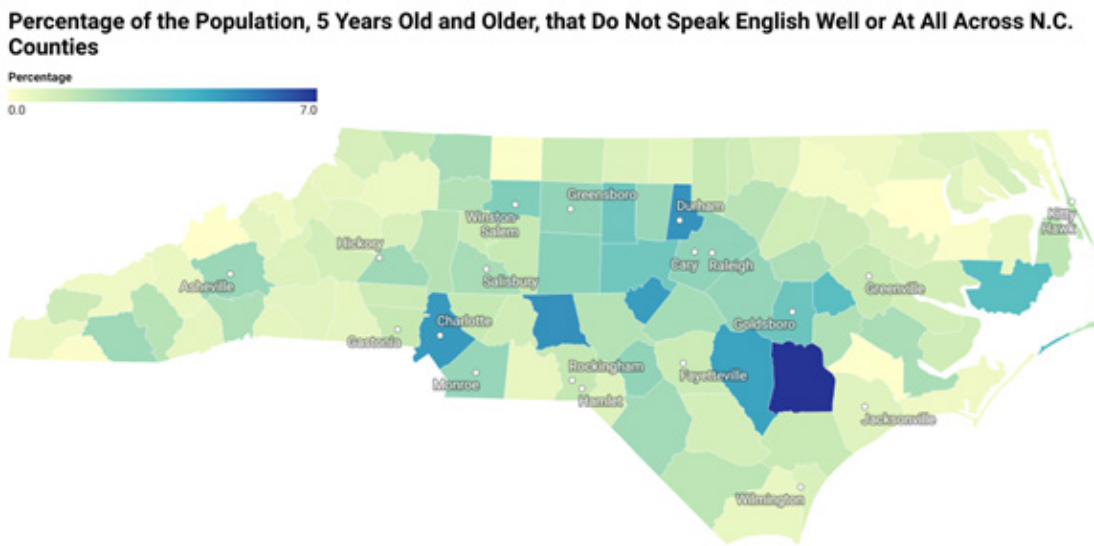 Percentage of the Population, 5 Years Old and Older, that Do Not Speak English Well or At All Across N.C.
Counties
Percentage
0.0
7.0
Greensboro
Durham
Winston-
Salem
Kitty
Hawk
Hickory
Cary
Raleigh
Asheville
Salisbury
Greenville
Charlotte
Goldsboro
Gastonia
Rockingham
Fayetteville
Monroe
Hamlet
Jacksonville
Wilmington